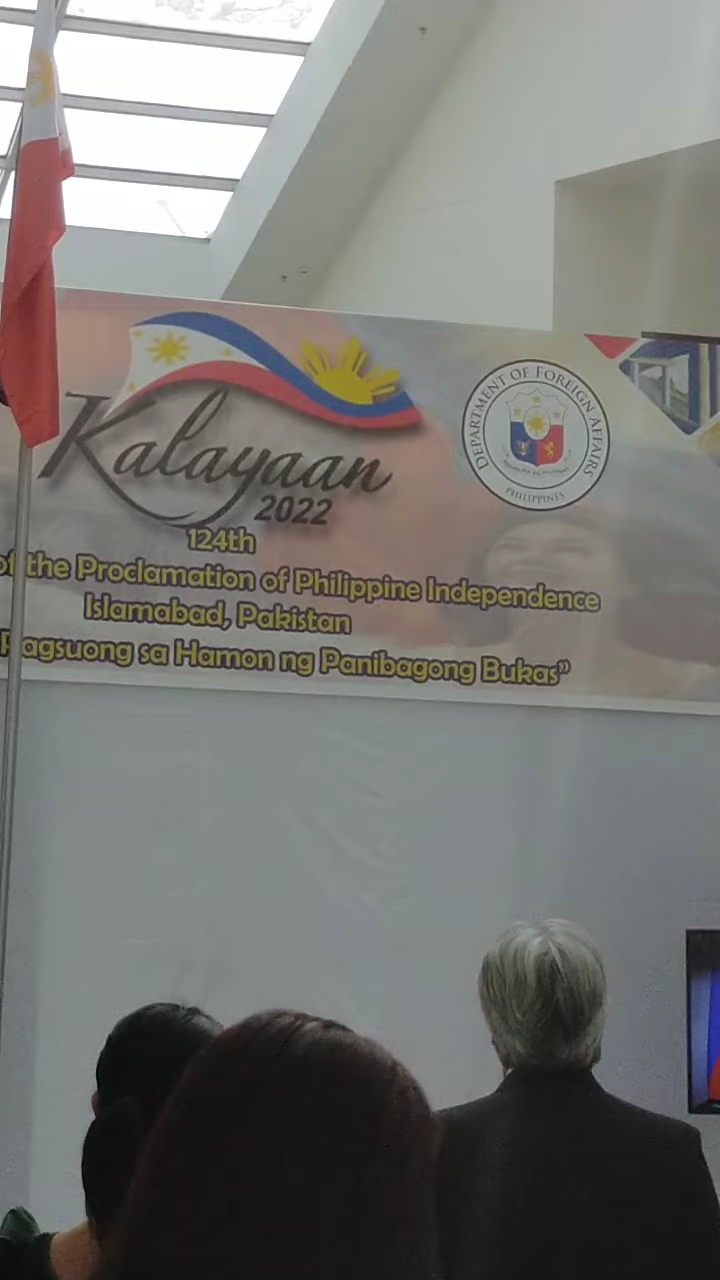 Kalayaan
2022
DEPARTMENT OF FOREIGN AFFAIRS
PHILIPPINES
124th
of the Proclamation of Philippine Independence
Islamabad, Pakistan
Pagsuong sa Hamon ng Panibagong Bukas”